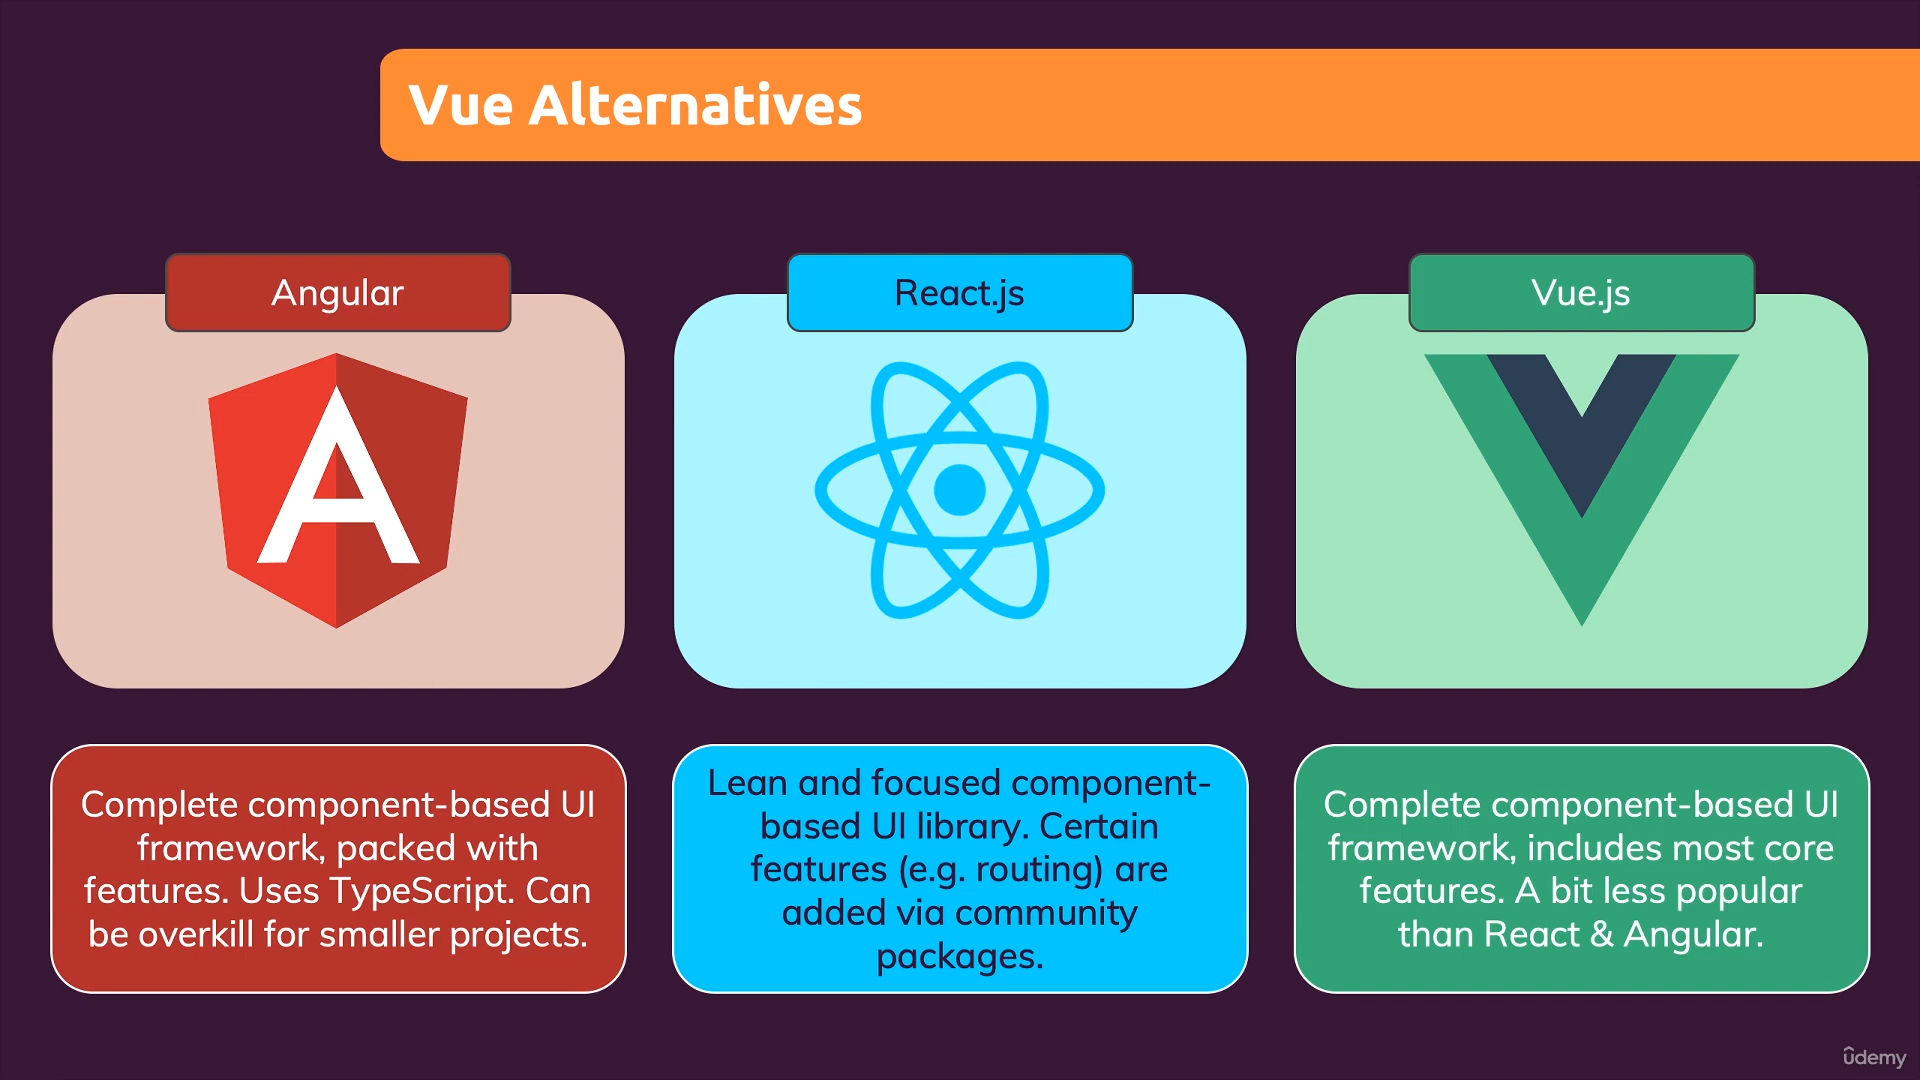 Vue Alternatives
Angular
React.js
Vue.js
A
Complete component-based UI
framework, packed with
features. Uses TypeScript. Can
be overkill for smaller projects.
Lean and focused component-
based UI library. Certain
features (e.g. routing) are
added via community
packages.
Complete component-based UI
framework, includes most core
features. A bit less popular
than React & Angular.
udemy